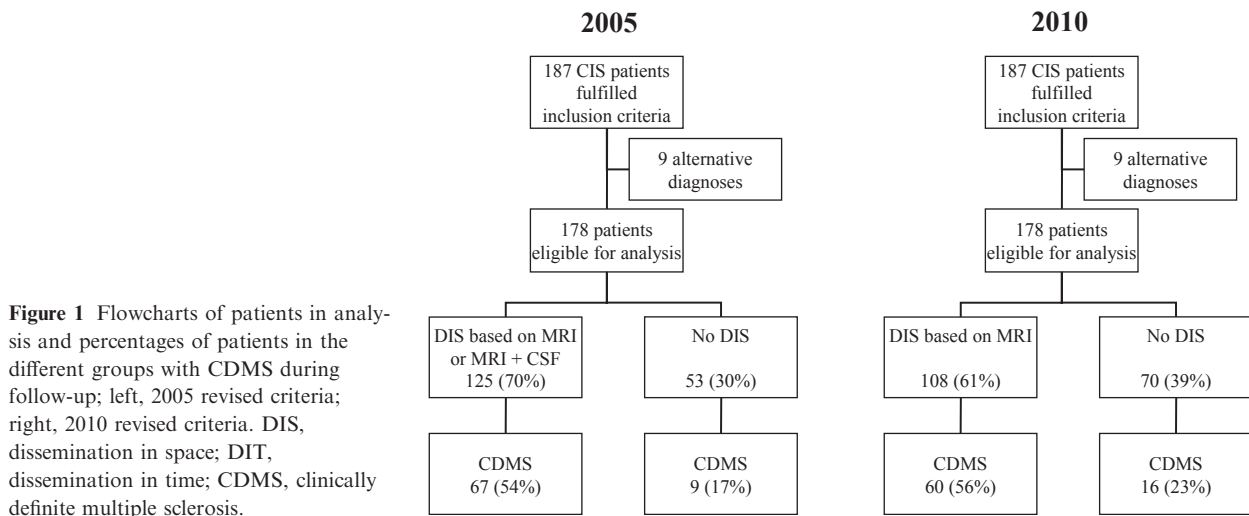 2005
187 CIS patients
fulfilled
inclusion criteria
9 alternative
diagnoses
178 patients
eligible for analysis
DIS based on MRI
or MRI + CSF
125 (70%)
No DIS
53 (30%)
CDMS
67 (54%)
CDMS
9 (17%)
2010
187 CIS patients
fulfilled
inclusion criteria
9 alternative
diagnoses
178 patients
eligible for analysis
DIS based on MRI
108 (61%)
No DIS
70 (39%)
CDMS
60 (56%)
CDMS
16 (23%)
Figure 1 Flowcharts of patients in analy-
sis and percentages of patients in the
different groups with CDMS during
follow-up; left, 2005 revised criteria;
right, 2010 revised criteria. DIS,
dissemination in space; DIT,
dissemination in time; CDMS, clinically
definite multiple sclerosis.